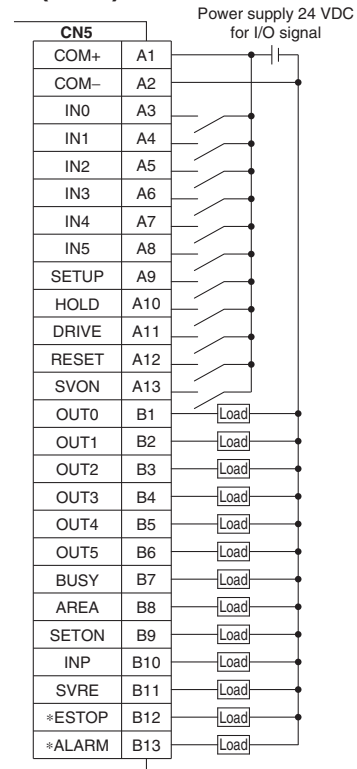 Power supply 24 VDC
for I/O signal
CN5
COM+ A1
COM− A2
IN0 A3
IN1 A4
IN2 A5
IN3 A6
IN4 A7
IN5 A8
SETUP A9
HOLD A10
DRIVE A11
RESET A12
SVON A13
OUT0 B1 Load
OUT1 B2 Load
OUT2 B3 Load
OUT3 B4 Load
OUT4 B5 Load
OUT5 B6 Load
BUSY B7 Load
AREA B8 Load
SETON B9 Load
INP B10 Load
SVRE B11 Load
∗ESTOP B12 Load
∗ALARM B13 Load